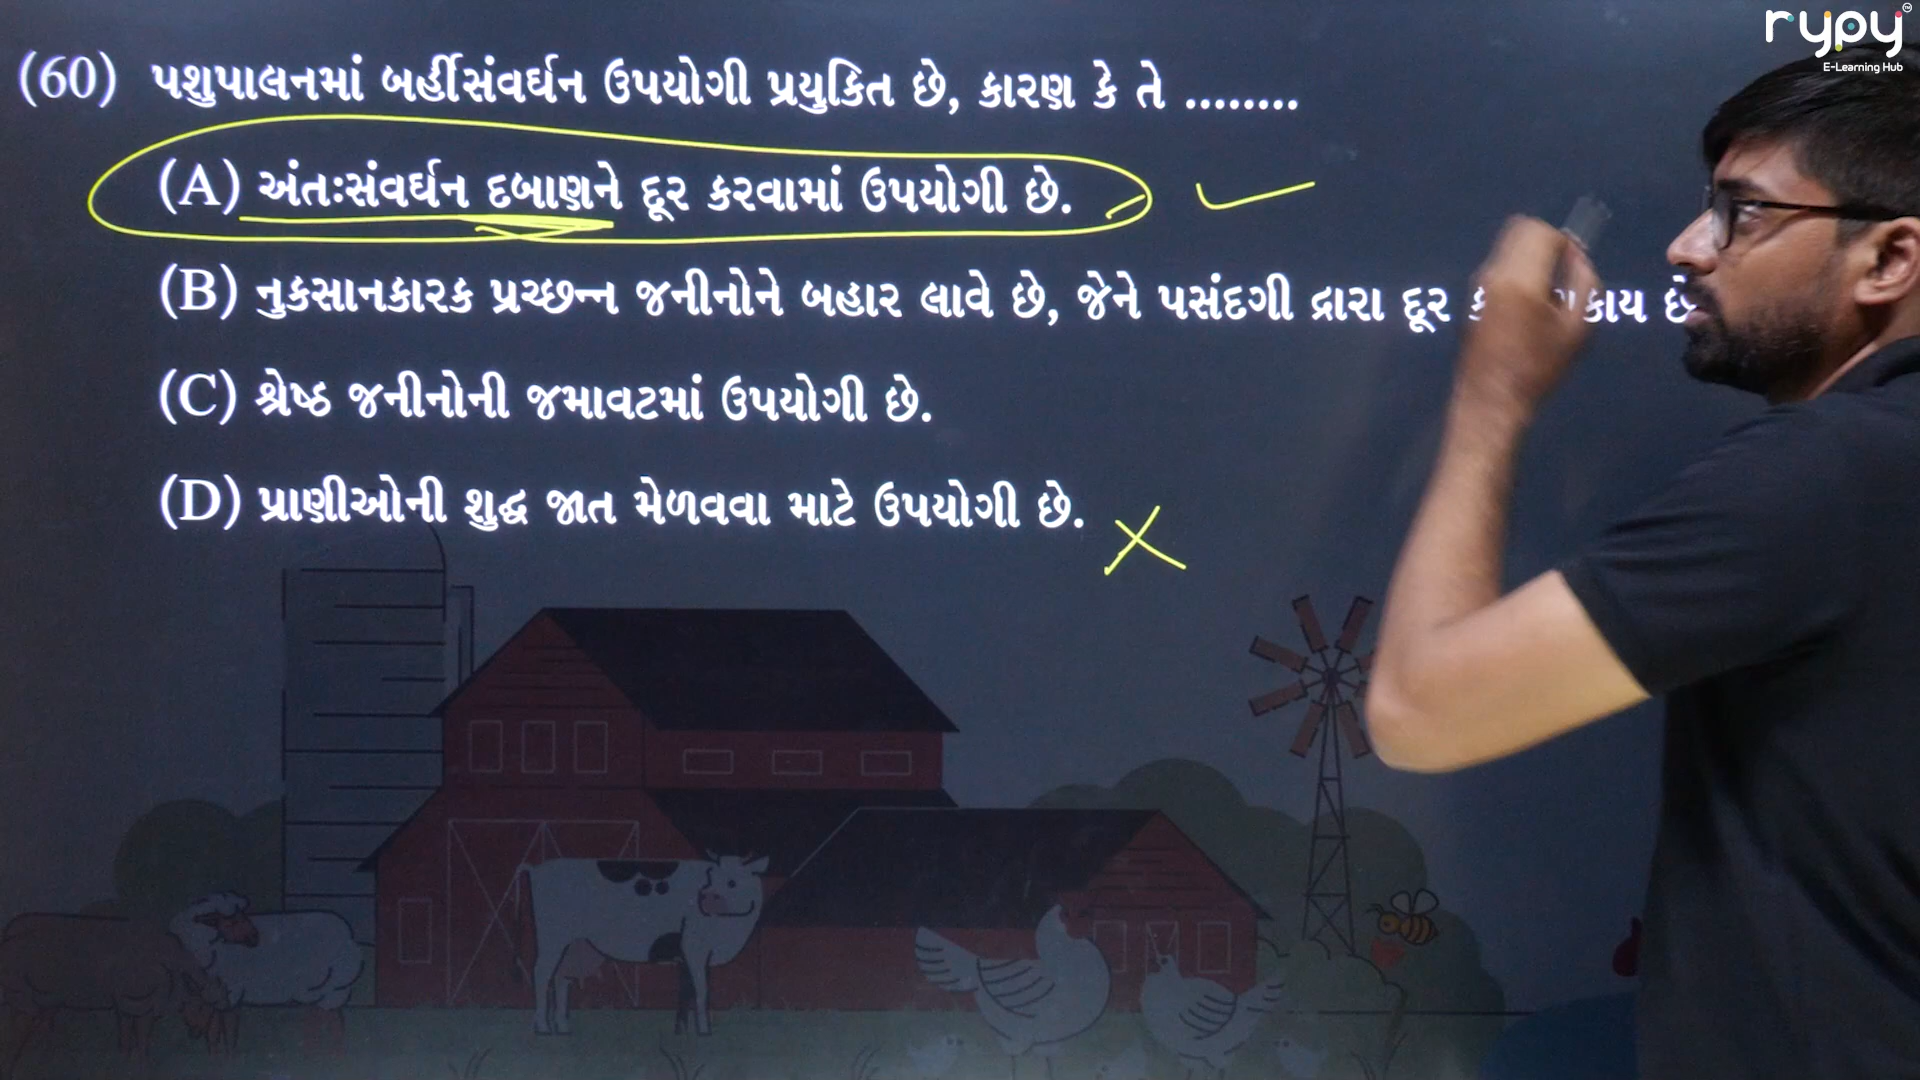 rypy™
E-Learning Hub
(60) પશુપાલનમાં બર્હીસંવર્ધન ઉપયોગી પ્રયુકિત છે, કારણ કે તે ........
(A) અંતઃસંવર્ધન દબાણને દૂર કરવામાં ઉપયોગી છે.
(B) નુકસાનકારક પ્રચ્છન્ન જનીનોને બહાર લાવે છે, જેને પસંદગી દ્રારા દૂર
(C) શ્રેષ્ઠ જનીનોની જમાવટમાં ઉપયોગી છે.
(D) પ્રાણીઓની શુદ્ધ જાત મેળવવા માટે ઉપયોગી છે.